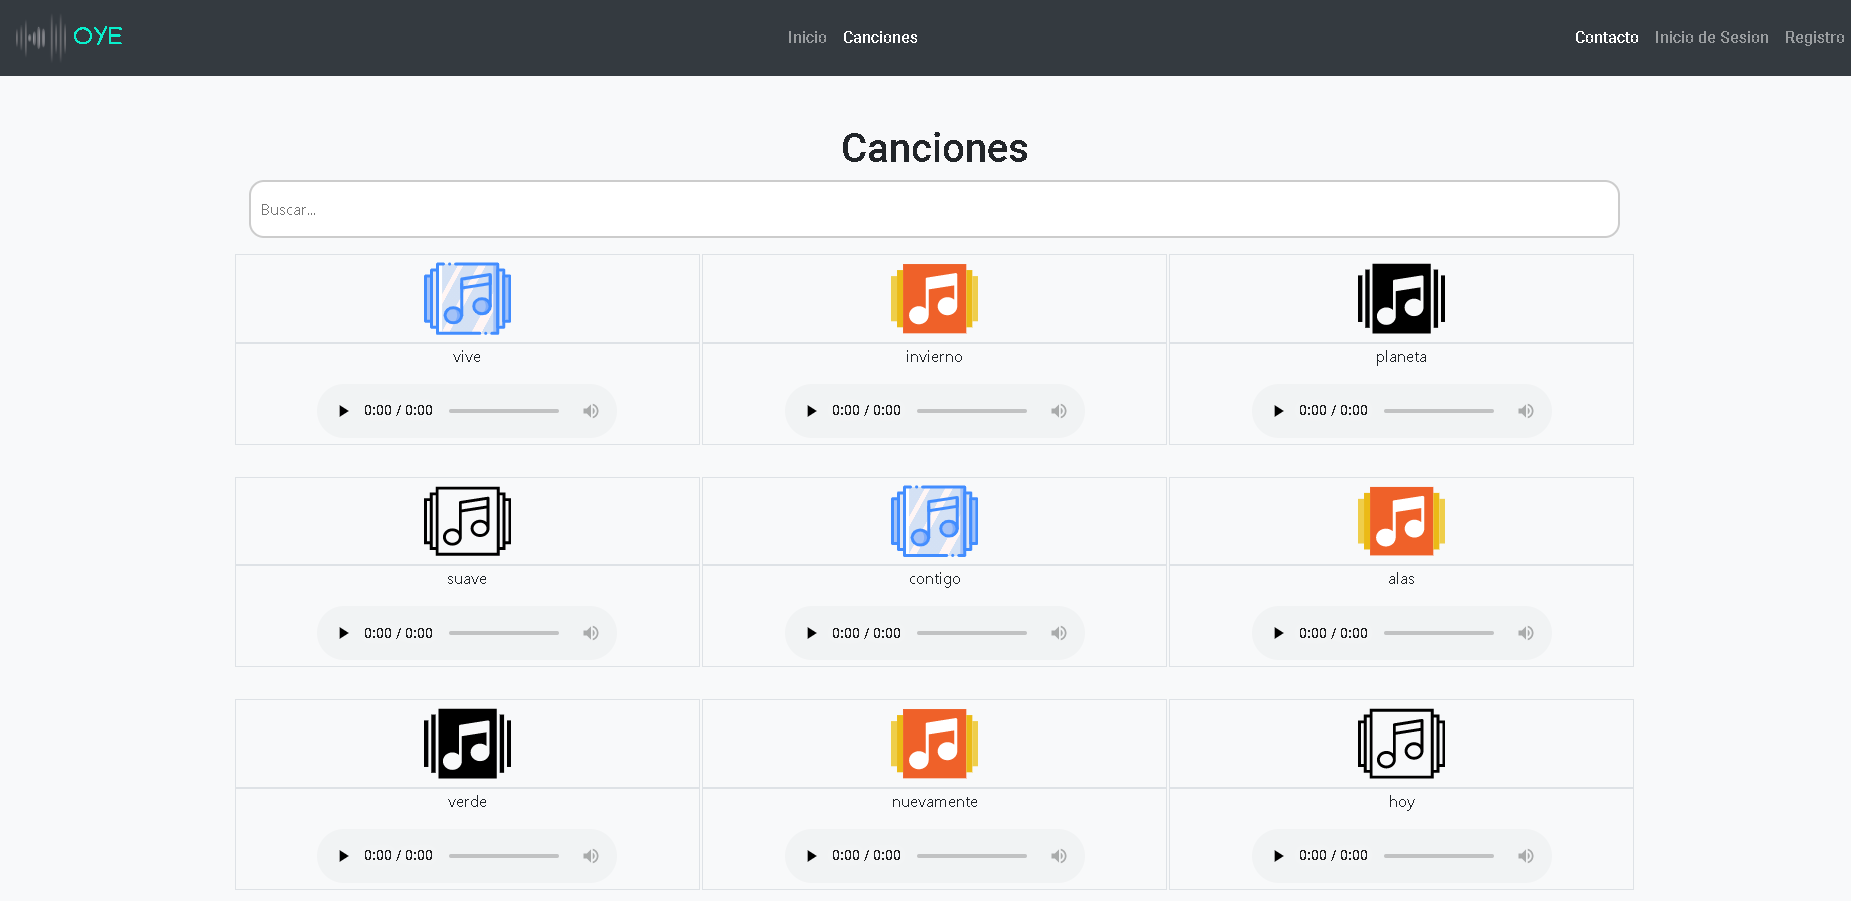 OYE Inicio Canciones Contacto Inicio de Sesion Registro
Canciones
Buscar...
vive invierno planeta
0:00 / 0:00 0:00 / 0:00 0:00 / 0:00
suave contigo alas
0:00 / 0:00 0:00 / 0:00 0:00 / 0:00
verde nuevamente hoy
0:00 / 0:00 0:00 / 0:00 0:00 / 0:00